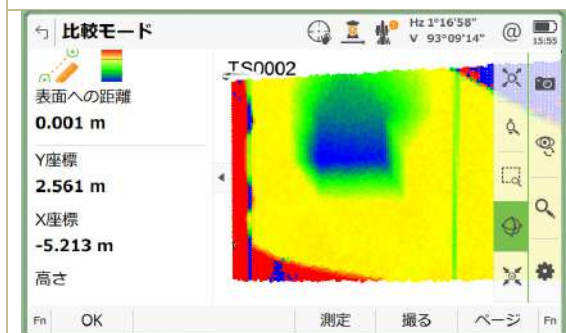 比較モード
Hz 1°16'58"
V 93°09'14"
15:55
表面への距離
0.001 m
Y座標
2.561 m
X座標
-5.213 m
高さ
TS0002
Fn OK 測定 撮る ページ Fn